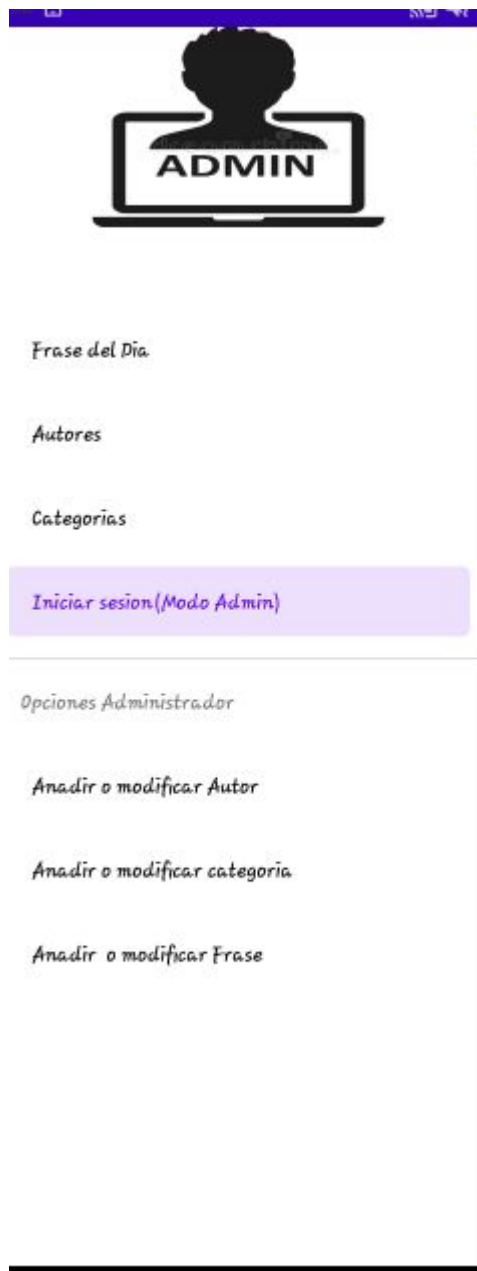 ADMIN
Frase del Dia
Autores
Categorias
Iniciar sesion(Modo Admin)
Opciones Administrador
Anadir o modificar Autor
Anadir o modificar categoria
Anadir o modificar Frase